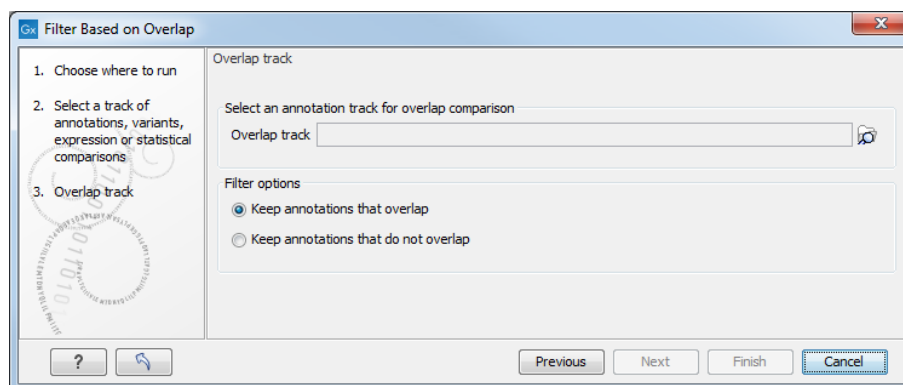 Gx Filter Based on Overlap
1. Choose where to run
2. Select a track of
annotations, variants,
expression or statistical
comparisons
3. Overlap track
Overlap track
Select an annotation track for overlap comparison
Overlap track
Filter options
Keep annotations that overlap
Keep annotations that do not overlap
?
Previous
Next
Finish
Cancel